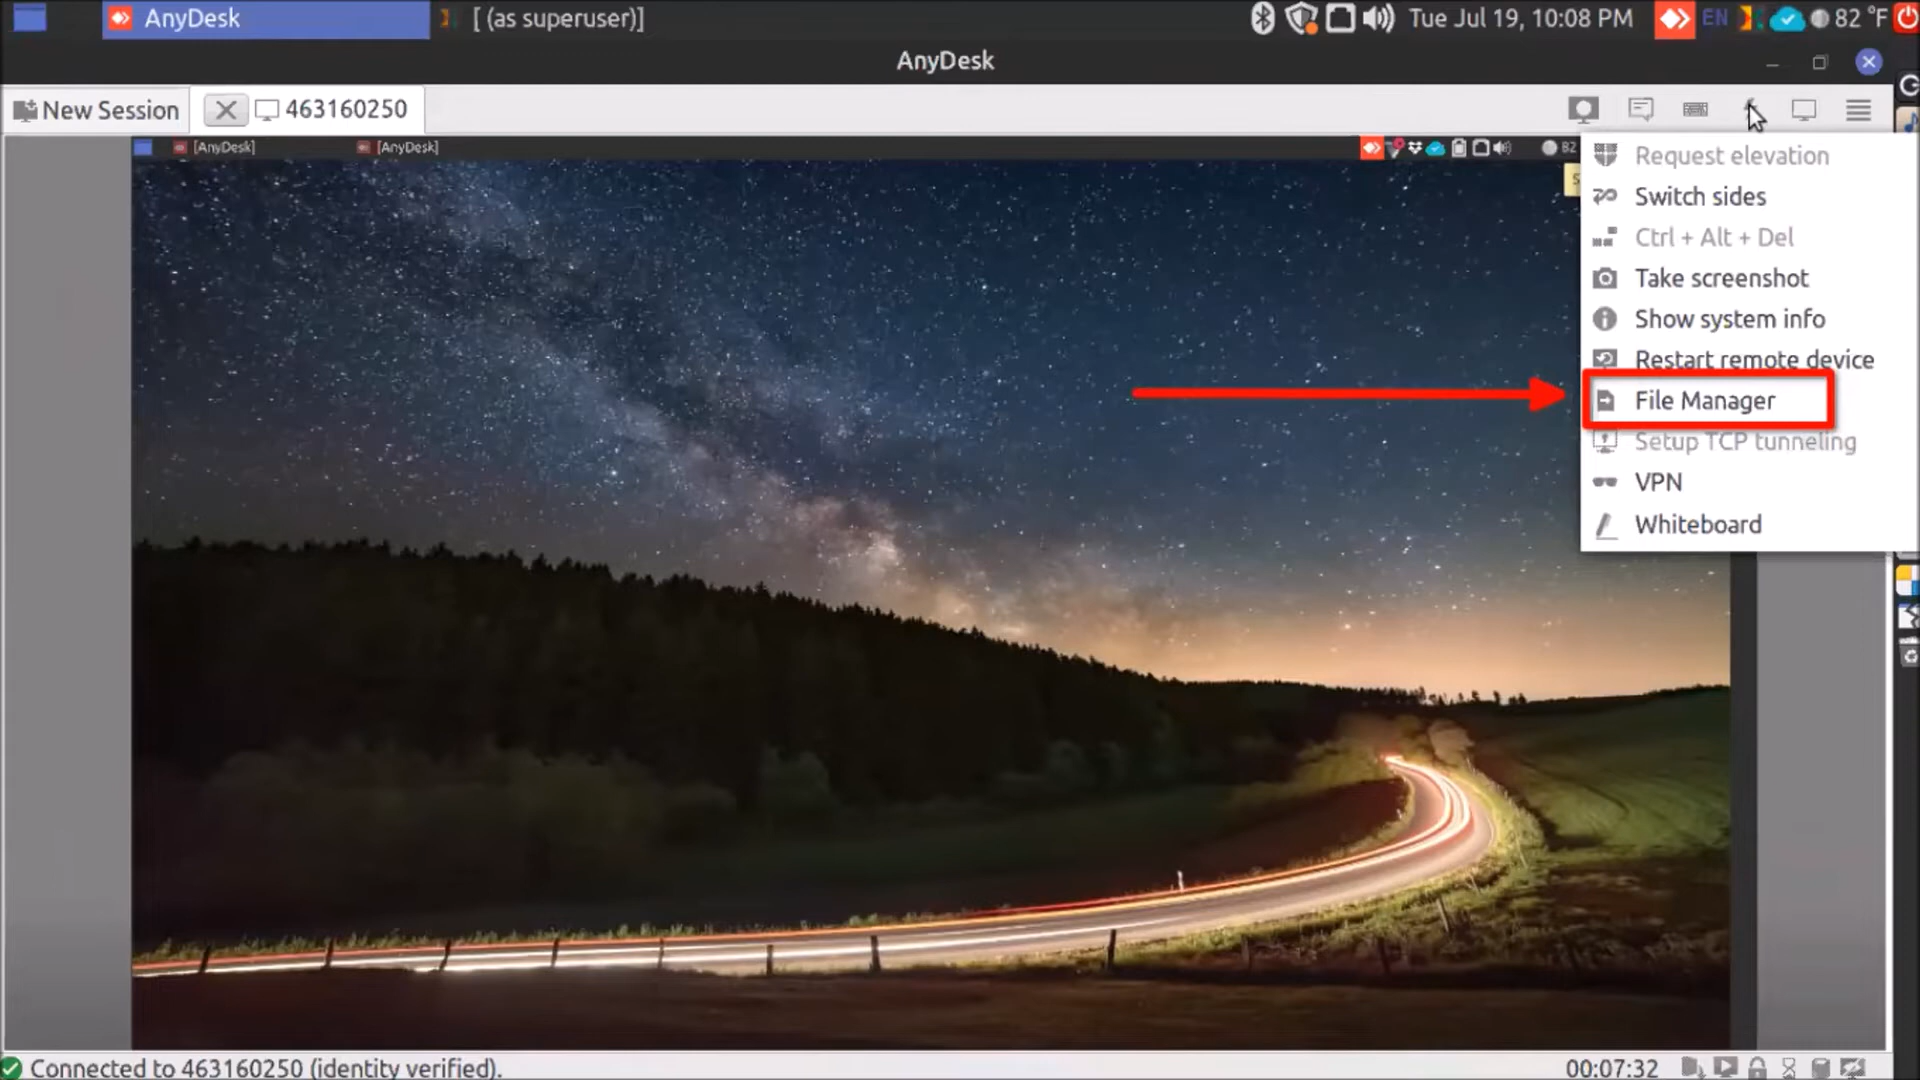 AnyDesk
[ (as superuser)]
Tue Jul 19, 10:08 PM
EN
82 °F
AnyDesk
New Session
463160250
[AnyDesk]
[AnyDesk]
82
Request elevation
Switch sides
Ctrl + Alt + Del
Take screenshot
Show system info
Restart remote device
File Manager
Setup TCP tunneling
VPN
Whiteboard
Connected to 463160250 (identity verified).
00:07:32